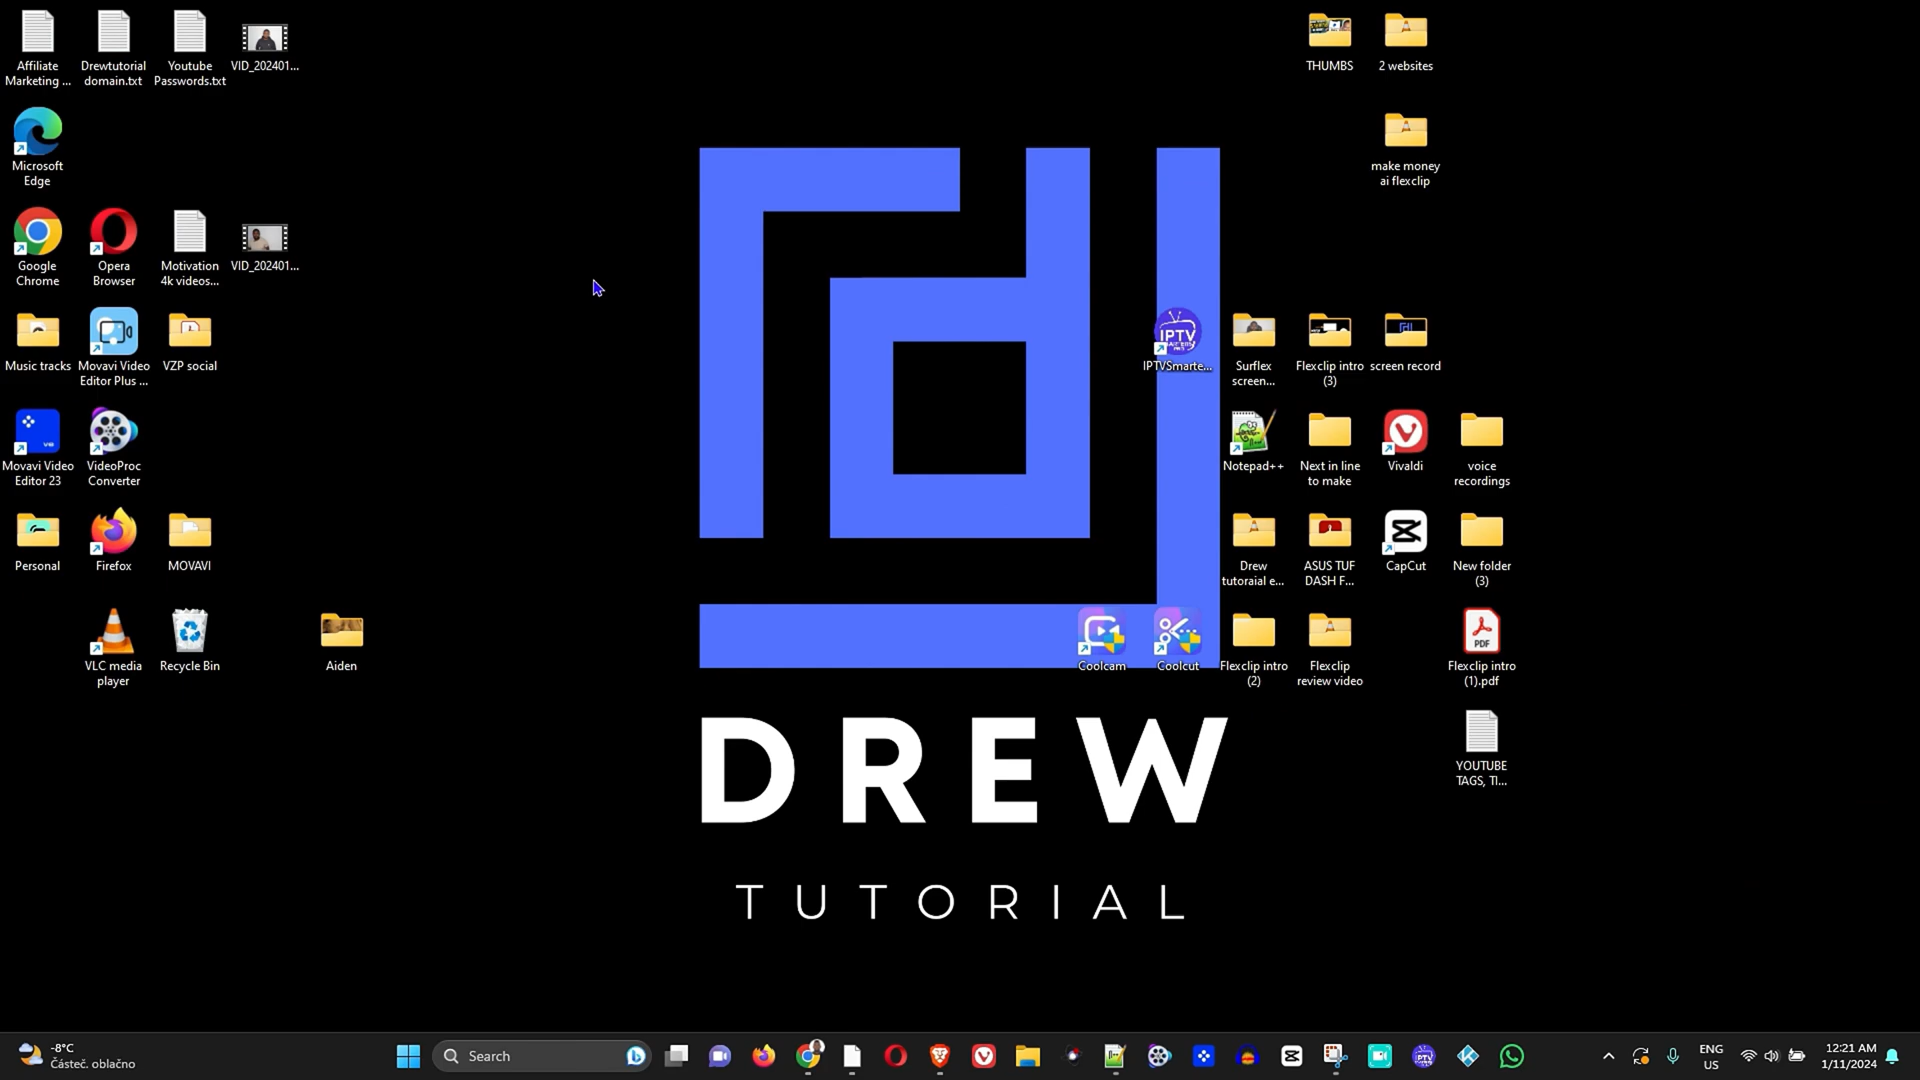 Affiliate
Marketing ...
Drewtutorial
domain.txt
Youtube
Passwords.txt
VID_202401...
THUMBS
2 websites
Microsoft
Edge
make money
ai flexclip
Google
Chrome
Opera
Browser
Motivation
4k videos...
VID_202401...
Music tracks
Movavi Video
Editor Plus ...
VZP social
IPTV
IPTVSmarte...
Surflex
screen...
Flexclip intro
(3)
screen record
Movavi Video
Editor 23
VideoProc
Converter
Notepad++
Next in line
to make
Vivaldi
voice
recordings
Personal
Firefox
MOVAVI
Drew
tutoraial e...
ASUS TUF
DASH F...
CapCut
New folder
(3)
VLC media
player
Recycle Bin
Aiden
Coolcam
Coolcut
Flexclip intro
(2)
Flexclip
review video
PDF
Flexclip intro
(1).pdf
YOUTUBE
TAGS, TI...
DREW
TUTORIAL
-8°C
Částeč. oblačno
Search
ENG
US
12:21 AM
1/11/2024